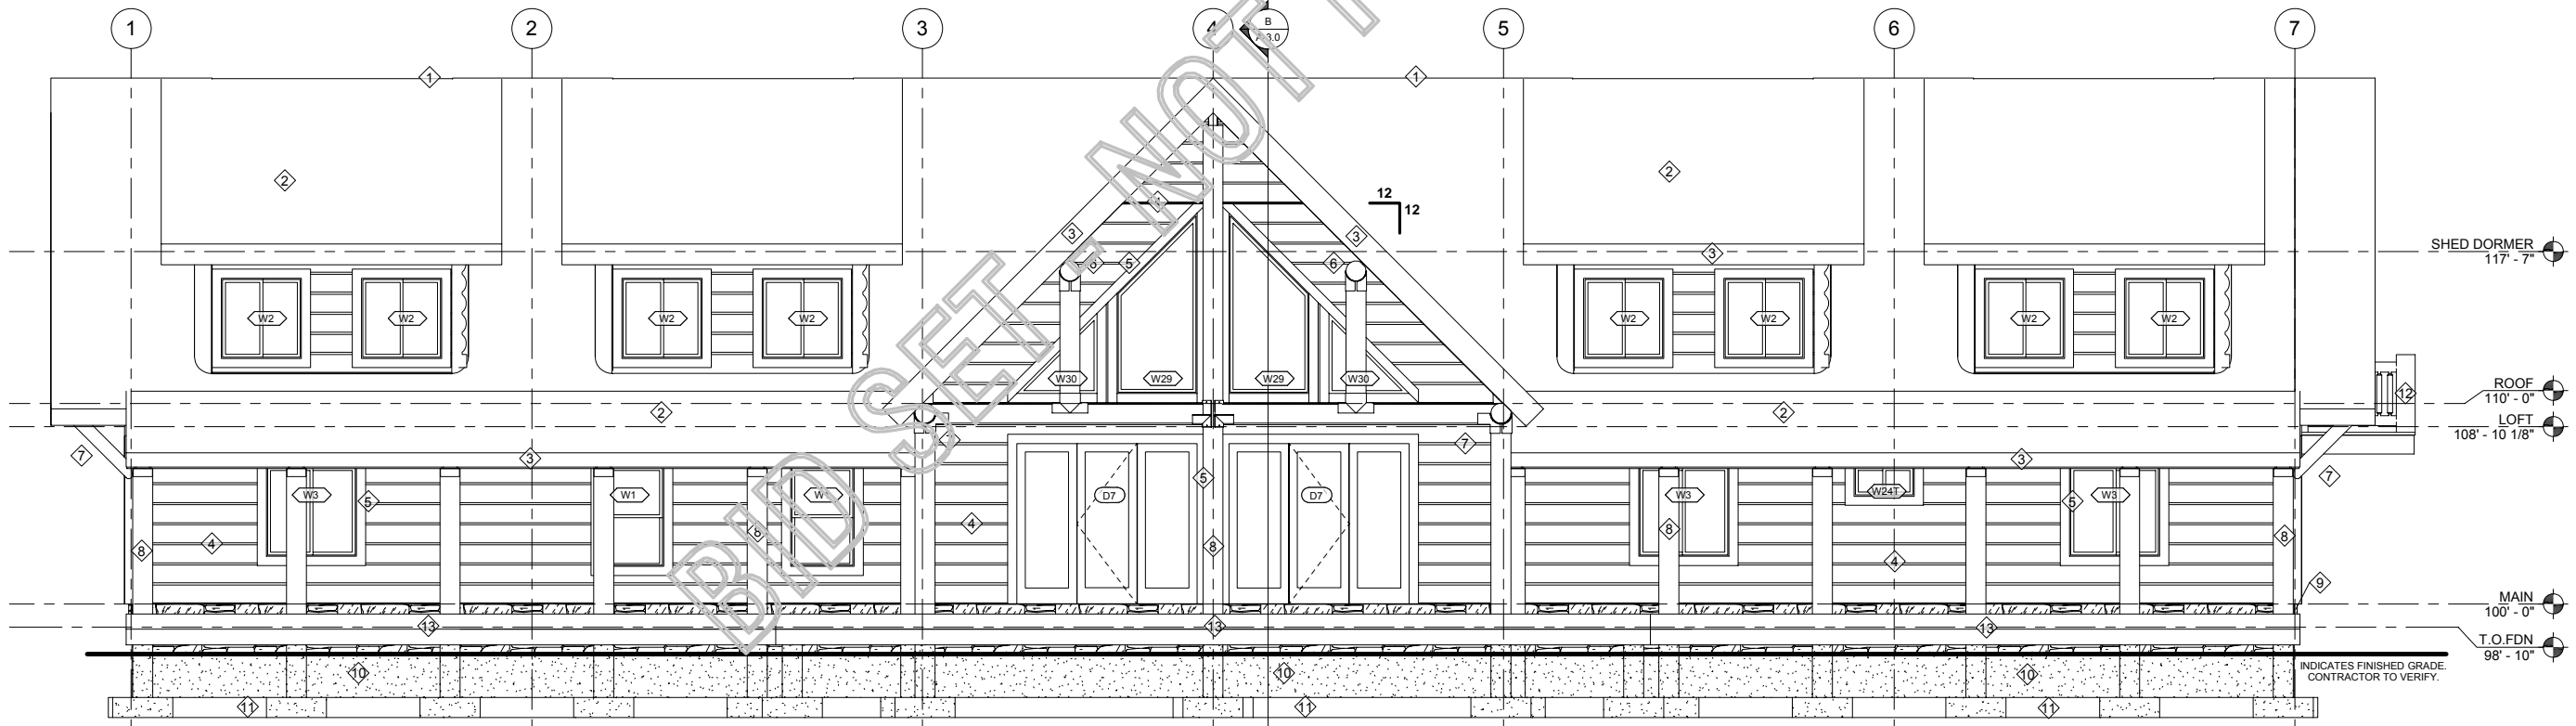 1 2 3 4 5 6 7
B
A-3.0
1 1
2 2
12
12
4
3 3
SHED DORMER
117' - 7"
3
6 5 6
W2 W2 W2 W2 W2 W2 W2 W2
W30 W29 W29 W30
ROOF
110' - 0"
12
2 2
LOFT
108' - 10 1/8"
7 7 7
3 3
7
5
W3 5 W1 W1 D7 D7 W3 W24T 5 W3
4 8 4 8 8 8 4 8
9
MAIN
100' - 0"
13 13 13
T.O.FDN
98' - 10"
INDICATES FINISHED GRADE.
CONTRACTOR TO VERIFY.
10 10 10
11 11 11
BID SET - NOT